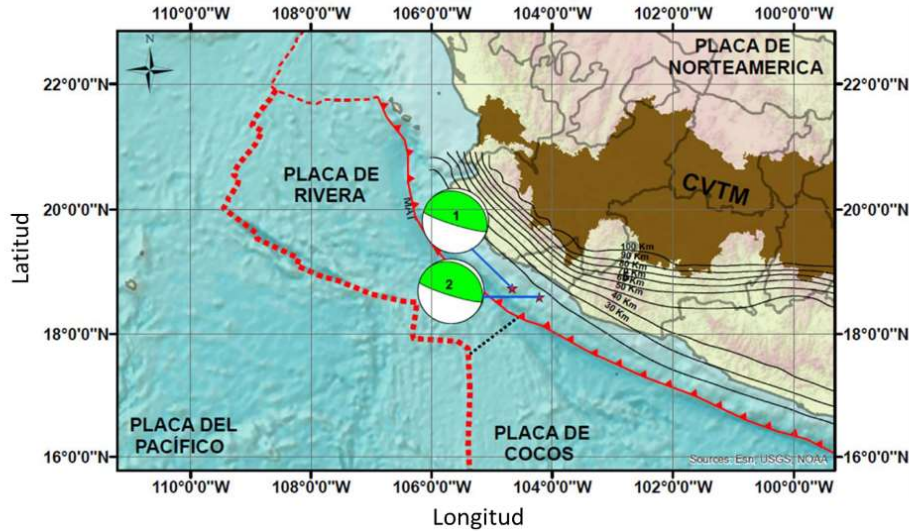 110°0'0"W 108°0'0"W 106°0'0"W 104°0'0"W 102°0'0"W 100°0'0"W
N
PLACA DE
NORTEAMERICA
22°0'0"N
22°0'0"N
PLACA DE
RIVERA
CVTM
20°0'0"N
20°0'0"N
1
MAT
100 Km
90 Km
80 Km
50 Km
40 Km
30 Km
2
18°0'0"N
18°0'0"N
PLACA DEL
PACÍFICO
PLACA DE
COCOS
16°0'0"N
16°0'0"N
Sources: Esri, USGS, NOAA
110°0'0"W 108°0'0"W 106°0'0"W 104°0'0"W 102°0'0"W 100°0'0"W
Latitud
Longitud